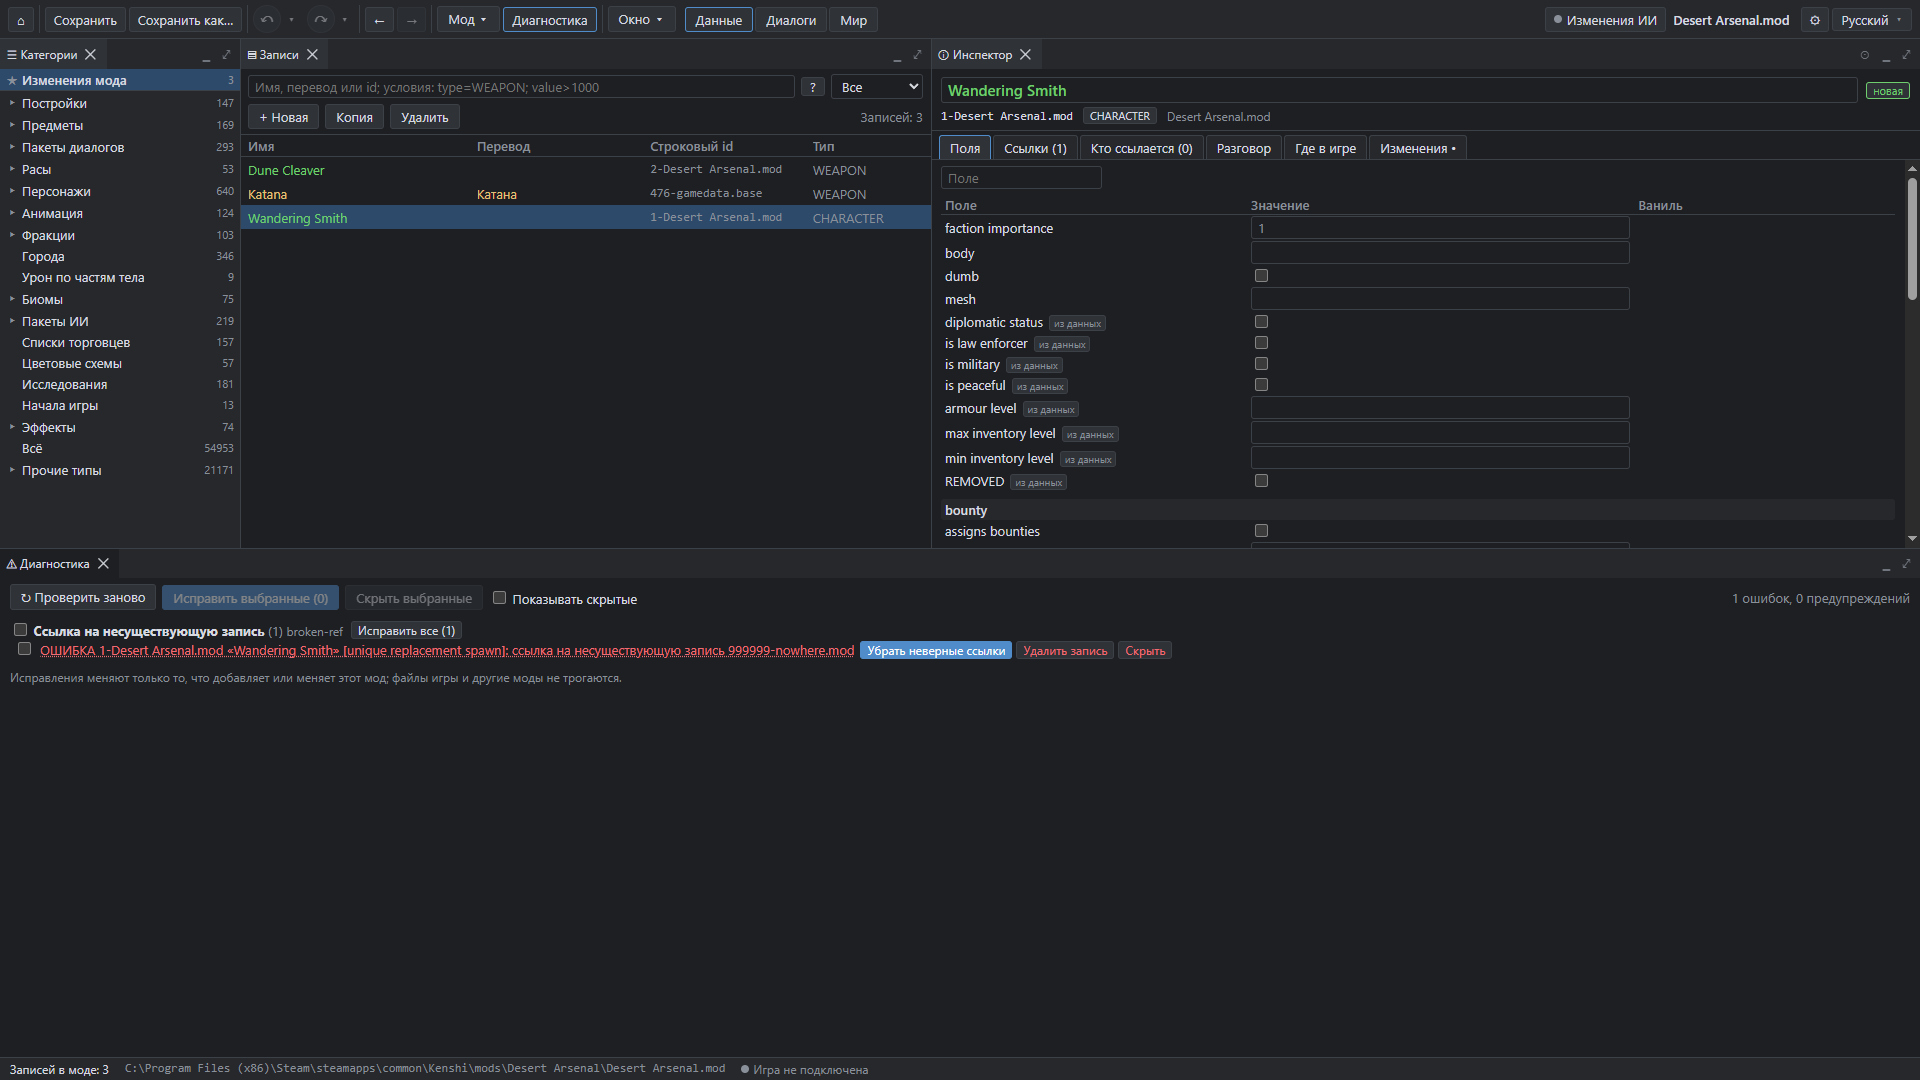 Сохранить Сохранить как... Мод Диагностика Окно Данные Диалоги Мир Изменения ИИ Desert Arsenal.mod Русский
Категории
Изменения мода 3
Постройки 147
Предметы 169
Пакеты диалогов 293
Расы 53
Персонажи 640
Анимация 124
Фракции 103
Города 346
Урон по частям тела 9
Биомы 75
Пакеты ИИ 219
Списки торговцев 157
Цветовые схемы 57
Исследования 181
Начала игры 13
Эффекты 74
Всё 54953
Прочие типы 21171
Записи
Имя, перевод или id; условия: type=WEAPON; value>1000 ? Все
+ Новая Копия Удалить Записей: 3
Имя Перевод Строковый id Тип
Dune Cleaver 2-Desert Arsenal.mod WEAPON
Katana Катана 476-gamedata.base WEAPON
Wandering Smith 1-Desert Arsenal.mod CHARACTER
Инспектор
Wandering Smith новая
1-Desert Arsenal.mod CHARACTER Desert Arsenal.mod
Поля Ссылки (1) Кто ссылается (0) Разговор Где в игре Изменения •
Поле
Поле Значение Ваниль
faction importance 1
body
dumb
mesh
diplomatic status из данных
is law enforcer из данных
is military из данных
is peaceful из данных
armour level из данных
max inventory level из данных
min inventory level из данных
REMOVED из данных
bounty
assigns bounties
Диагностика
Проверить заново Исправить выбранные (0) Скрыть выбранные Показывать скрытые 1 ошибок, 0 предупреждений
Ссылка на несуществующую запись (1) broken-ref Исправить все (1)
ОШИБКА 1-Desert Arsenal.mod «Wandering Smith» [unique replacement spawn]: ссылка на несуществующую запись 999999-nowhere.mod Убрать неверные ссылки Удалить запись Скрыть
Исправления меняют только то, что добавляет или меняет этот мод; файлы игры и другие моды не трогаются.
Записей в моде: 3 C:\Program Files (x86)\Steam\steamapps\common\Kenshi\mods\Desert Arsenal\Desert Arsenal.mod Игра не подключена